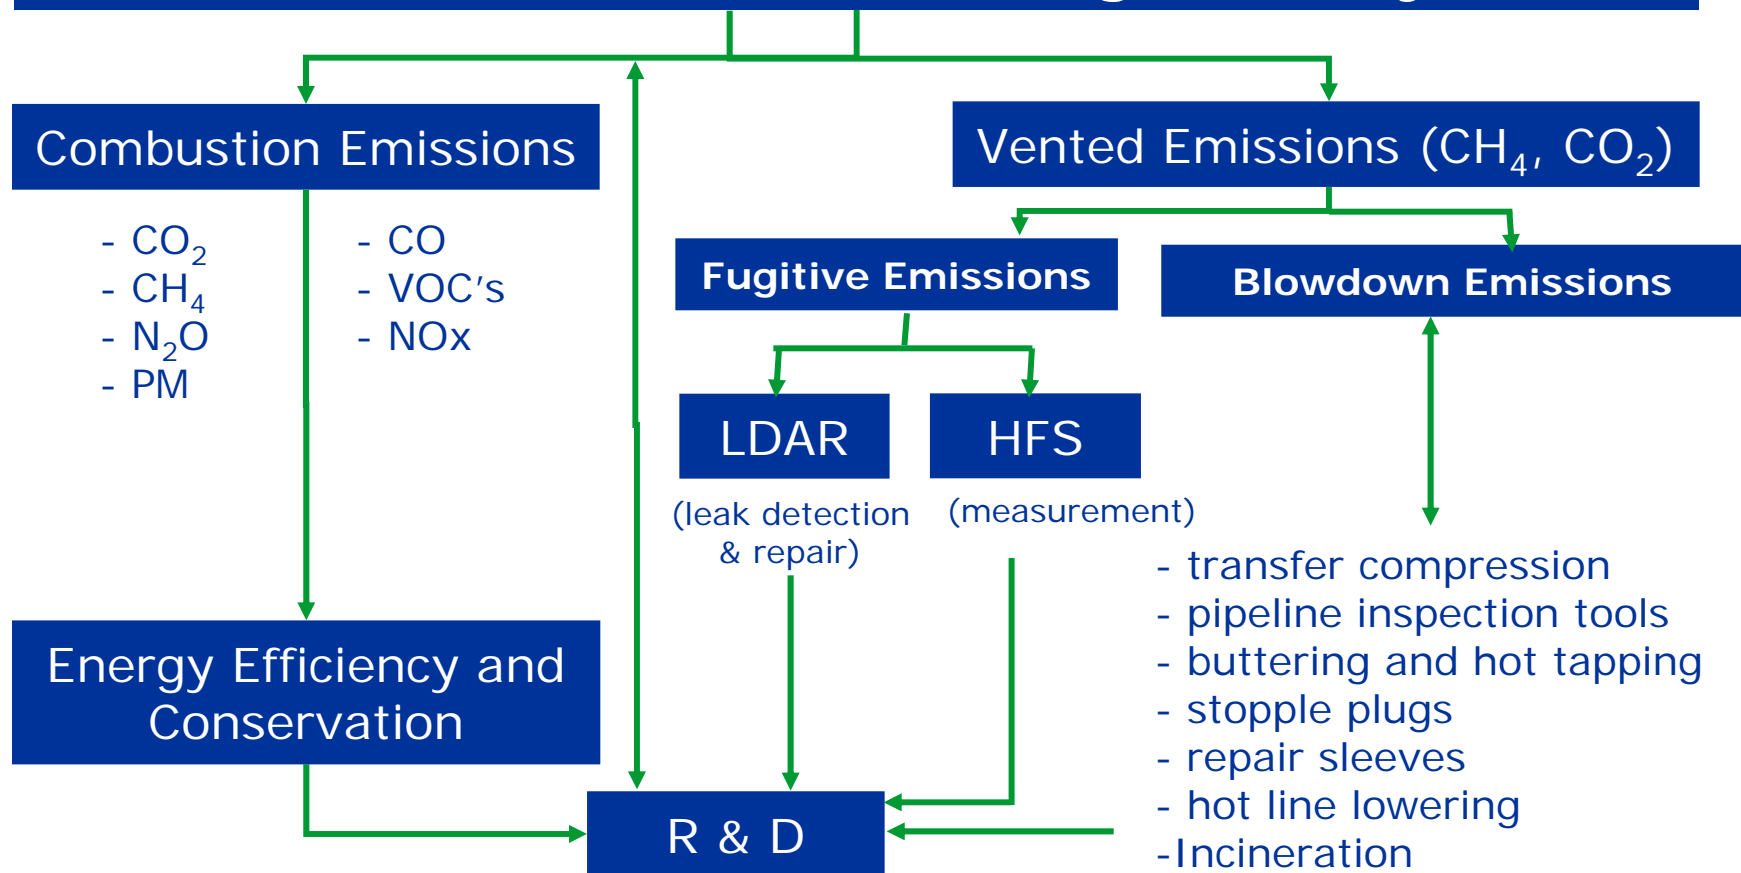 Combustion Emissions
Vented Emissions (CH₄, CO₂)
- CO₂
- CH₄
- N₂O
- PM
- CO
- VOC's
- NOx
Fugitive Emissions
Blowdown Emissions
LDAR
HFS
(leak detection
& repair)
(measurement)
- transfer compression
- pipeline inspection tools
- buttering and hot tapping
- stopple plugs
- repair sleeves
- hot line lowering
-Incineration
Energy Efficiency and
Conservation
R & D